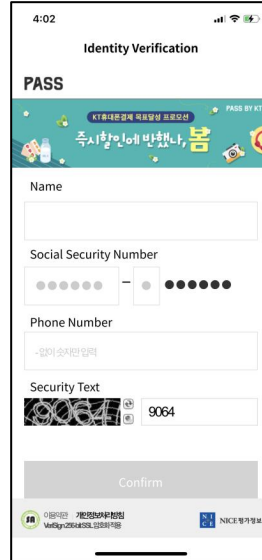 4:02
Identity Verification
PASS
PASS BY KT
KT휴대폰결제 목표달성 프로모션
즉시할인에 반했나, 봄
Name
Social Security Number
Phone Number
- 없이 숫자만 입력
Security Text
9064
Confirm
이용약관 개인정보처리방침
VeriSign 256-bit SSL 암호화 적용
NICE NICE평가정보